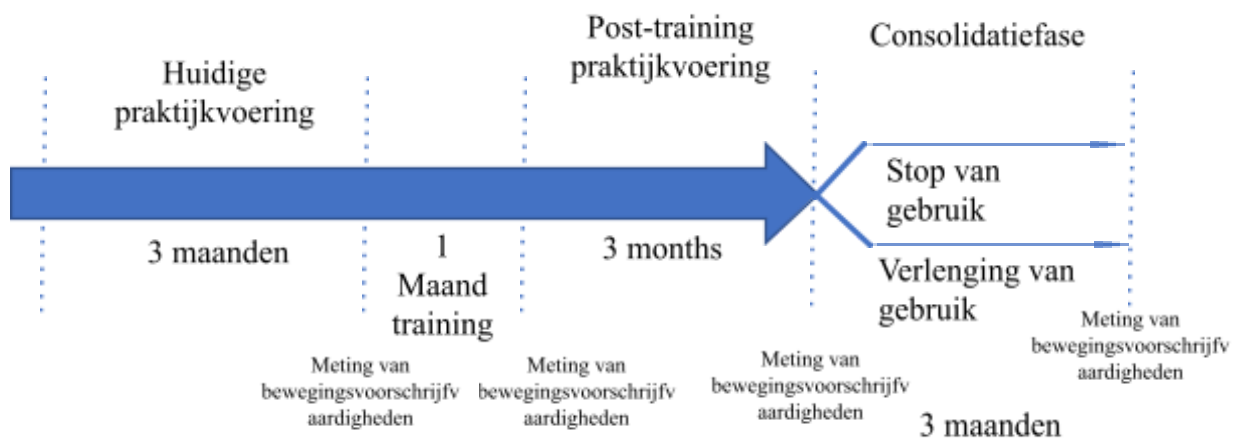 Huidige
praktijkvoering
Post-training
praktijkvoering
Consolidatiefase
3 maanden
1
Maand
training
3 months
Stop van
gebruik
Verlenging van
gebruik
Meting van
bewegingsvoorschrijfv
aardigheden
Meting van
bewegingsvoorschrijfv
aardigheden
Meting van
bewegingsvoorschrijfv
aardigheden
Meting van
bewegingsvoorschrijfv
aardigheden
3 maanden